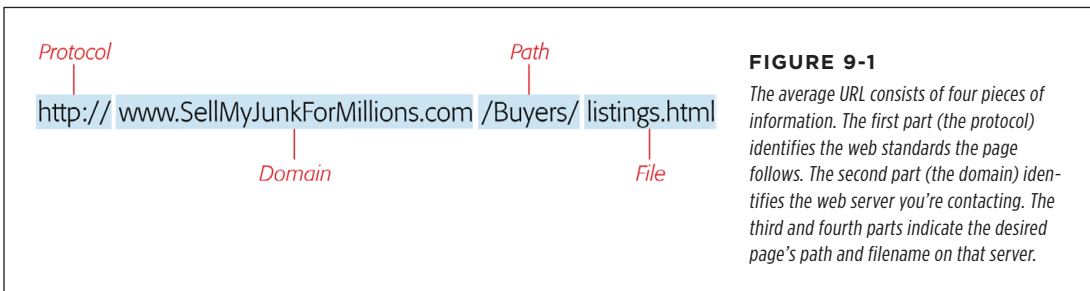 Protocol
Path
http:// www.SellMyJunkForMillions.com /Buyers/ listings.html
Domain
File
FIGURE 9-1
The average URL consists of four pieces of
information. The first part (the protocol)
identifies the web standards the page
follows. The second part (the domain) iden-
tifies the web server you're contacting. The
third and fourth parts indicate the desired
page's path and filename on that server.